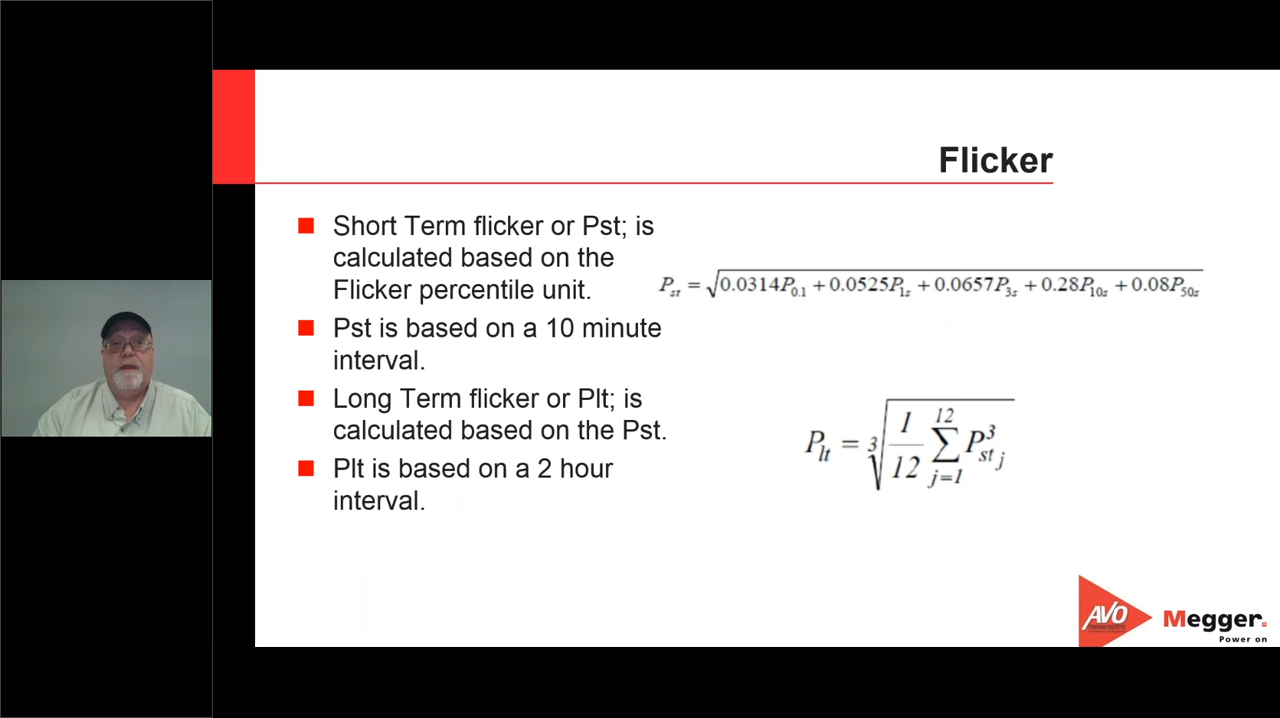 Flicker
Short Term flicker or Pst; is
calculated based on the
Flicker percentile unit.
Pst is based on a 10 minute
interval.
Long Term flicker or Plt; is
calculated based on the Pst.
Plt is based on a 2 hour
interval.
P_st = √(0.0314P_0.1 + 0.0525P_1s + 0.0657P_3s + 0.28P_10s + 0.08P_50s)
P_lt = ∛(1/12 ∑_{j=1}^{12} P_st_j^3)
AVO
Megger.
Power on